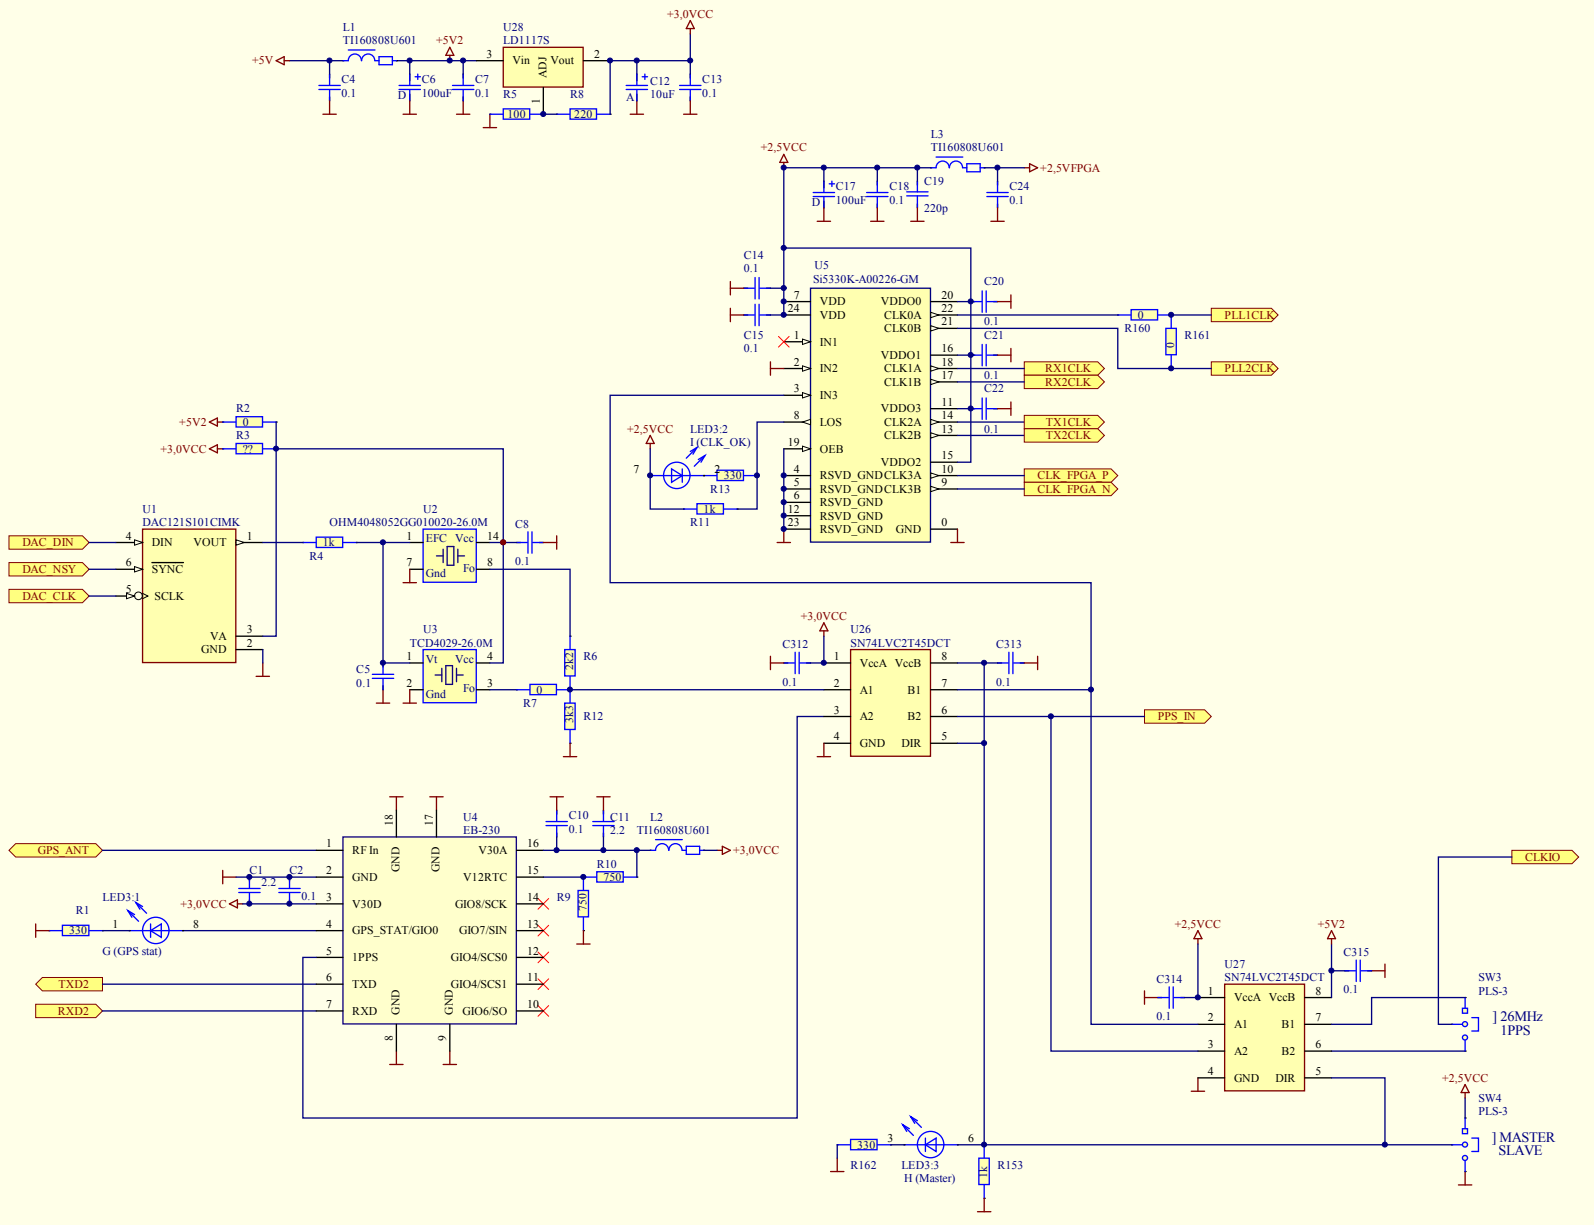 +3,0VCC
L1
TI160808U601
+5V2
U28
LD1117S
+5V
3
Vin
Vout
ADJ
2
1
C4
0.1
+
C6
100uF
D
C7
0.1
R5
100
R8
220
+
C12
10uF
A
C13
0.1
+2,5VCC
L3
TI160808U601
+2,5VFPGA
+
C17
100uF
D
C18
0.1
C19
220p
C24
0.1
C14
0.1
C15
0.1
U5
Si5330K-A00226-GM
7
VDD
24
VDD
1
IN1
2
IN2
3
IN3
8
LOS
19
OEB
4
RSVD_GND
5
RSVD_GND
6
RSVD_GND
12
RSVD_GND
23
RSVD_GND
VDDO0
20
CLK0A
22
CLK0B
21
VDDO1
16
CLK1A
18
CLK1B
17
VDDO3
11
CLK2A
14
CLK2B
13
VDDO2
15
CLK3A
10
CLK3B
9
GND
0
C20
0.1
C21
0.1
C22
0.1
0
R160
R161
0
PLL1CLK
PLL2CLK
RX1CLK
RX2CLK
TX1CLK
TX2CLK
CLK_FPGA_P
CLK_FPGA_N
+2,5VCC
LED3:2
I (CLK_OK)
7
2
330
R13
1k
R11
R2
+5V2
0
R3
+3,0VCC
??
U1
DAC121S101CIMK
DAC_DIN
4
DIN
VOUT
1
DAC_NSY
6
SYNC
DAC_CLK
5
SCLK
VA
3
GND
2
1k
R4
U2
OHM4048052GG010020-26.0M
1
EFC
Vcc
14
7
Gnd
Fo
8
C8
0.1
U3
TCD4029-26.0M
1
Vt
Vcc
4
2
Gnd
Fo
3
C5
0.1
0
R7
2k2
R6
3k3
R12
+3,0VCC
C312
0.1
U26
SN74LVC2T45DCT
1
VccA
VccB
8
2
A1
B1
7
3
A2
B2
6
4
GND
DIR
5
C313
0.1
PPS_IN
U4
EB-230
18
GND
17
GND
GPS_ANT
1
RF In
2
GND
3
V30D
4
GPS_STAT/GIO0
5
1PPS
6
TXD
7
RXD
V30A
16
V12RTC
15
GIO8/SCK
14
GIO7/SIN
13
GIO4/SCS0
12
GIO4/SCS1
11
GIO6/SO
10
GND
8
GND
9
C1
2.2
C2
0.1
+3,0VCC
R1
330
LED3:1
1
8
G (GPS stat)
TXD2
RXD2
C10
0.1
C11
2.2
L2
TI160808U601
+3,0VCC
R10
750
R9
750
CLKIO
+2,5VCC
+5V2
C314
0.1
C315
0.1
U27
SN74LVC2T45DCT
1
VccA
VccB
8
2
A1
B1
7
3
A2
B2
6
4
GND
DIR
5
SW3
PLS-3
] 26MHz
1PPS
+2,5VCC
SW4
PLS-3
] MASTER
SLAVE
330
R162
3
6
LED3:3
H (Master)
1k
R153